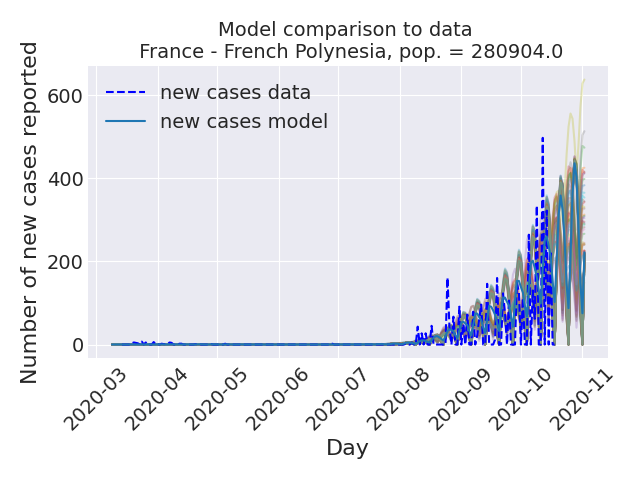 Model comparison to data
France - French Polynesia, pop. = 280904.0
Number of new cases reported
600
400
200
0
new cases data
new cases model
2020-03
2020-04
2020-05
2020-06
2020-07
2020-08
2020-09
2020-10
2020-11
Day